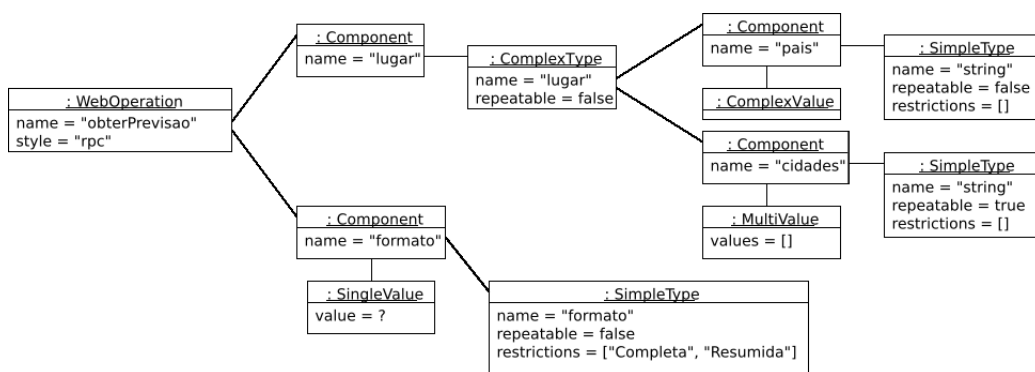 : WebOperation
name = "obterPrevisao"
style = "rpc"
: Component
name = "lugar"
: ComplexType
name = "lugar"
repeatable = false
: Component
name = "pais"
: ComplexValue
: SimpleType
name = "string"
repeatable = false
restrictions = []
: Component
name = "cidades"
: MultiValue
values = []
: SimpleType
name = "string"
repeatable = true
restrictions = []
: Component
name = "formato"
: SingleValue
value = ?
: SimpleType
name = "formato"
repeatable = false
restrictions = ["Completa", "Resumida"]